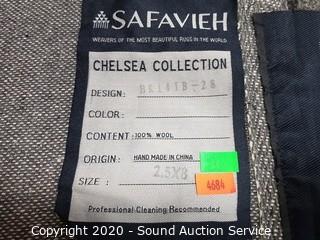 SAFAVIEH
WEAVERS OF THE MOST BEAUTIFUL RUGS IN THE WORLD
CHELSEA COLLECTION
DESIGN: HK141B-28
COLOR:
CONTENT: 100% WOOL
ORIGIN: HAND MADE IN CHINA
SIZE: 2.5X8
4684
Professional Cleaning Recommended
© 2020 - Sound Auction Service